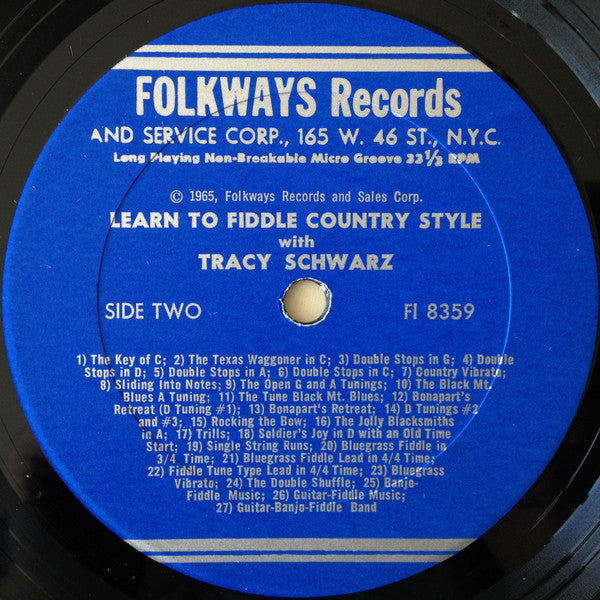 FOLKWAYS Records
AND SERVICE CORP., 165 W. 46 ST., N.Y.C.
Long Playing Non-Breakable Micro Groove 33⅓ RPM
© 1965, Folkways Records and Sales Corp.
LEARN TO FIDDLE COUNTRY STYLE
with
TRACY SCHWARZ
SIDE TWO
FI 8359
1) The Key of C; 2) The Texas Waggoner in C; 3) Double Stops in G; 4) Double
Stops in D; 5) Double Stops in A; 6) Double Stops in C; 7) Country Vibrato;
8) Sliding Into Notes; 9) The Open G and A Tunings; 10) The Black Mt.
Blues A Tuning; 11) The Tune Black Mt. Blues; 12) Bonapart's
Retreat (D Tuning #1); 13) Bonapart's Retreat; 14) D Tunings #2
and #3; 15) Rocking the Bow; 16) The Jolly Blacksmiths
in A; 17) Trills; 18) Soldier's Joy in D with an Old Time
Start; 19) Single String Runs; 20) Bluegrass Fiddle in
3/4 Time; 21) Bluegrass Fiddle Lead in 4/4 Time;
22) Fiddle Tune Type Lead in 4/4 Time; 23) Bluegrass
Vibrato; 24) The Double Shuffle; 25) Banjo-
Fiddle Music; 26) Guitar-Fiddle Music;
27) Guitar-Banjo-Fiddle Band